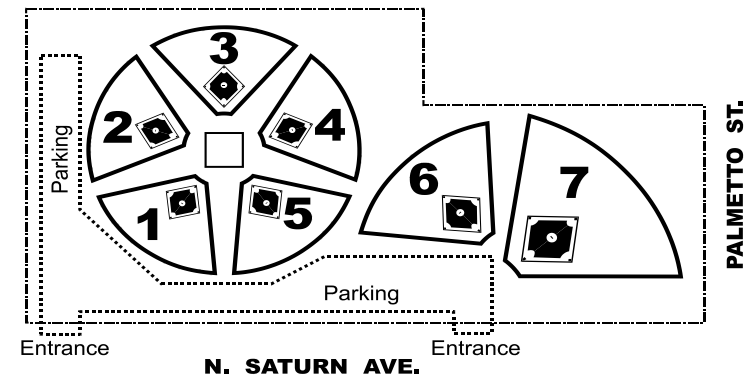 3
2
4
Parking
PALMETTO ST.
6
7
1
5
Parking
Entrance
Entrance
N. SATURN AVE.